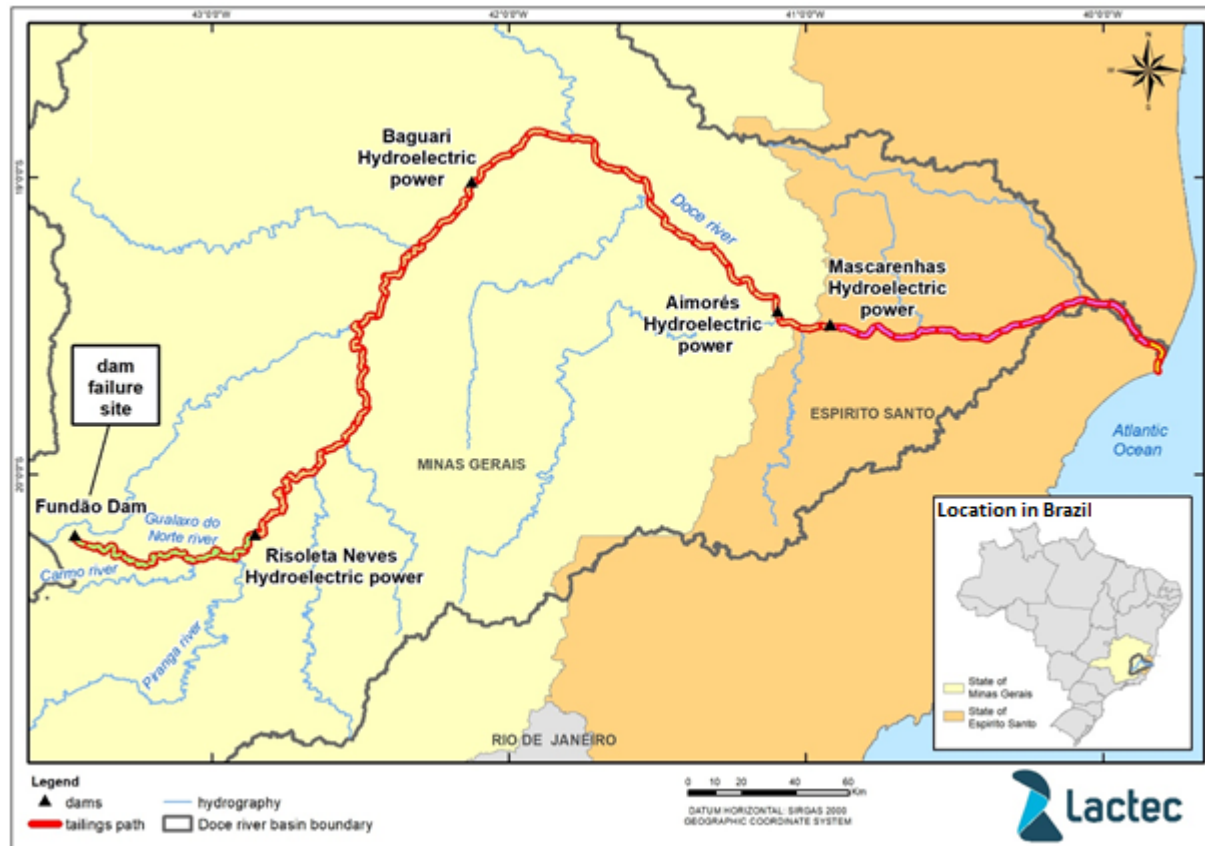 43°0'0"W
42°0'0"W
41°0'0"W
40°0'0"W
19°0'0"S
20°0'0"S
N
S
Baguari
Hydroelectric
power
Doce river
Mascarenhas
Hydroelectric
power
Aimorés
Hydroelectric
power
dam
failure
site
ESPIRITO SANTO
MINAS GERAIS
Atlantic
Ocean
Fundão Dam
Gualaxo do
Norte river
Carmo river
Risoleta Neves
Hydroelectric power
Piranga river
RIO DE JANEIRO
Location in Brazil
State of
Minas Gerais
State of
Espirito Santo
Legend
dams
hydrography
tailings path
Doce river basin boundary
0 10 20 40 60
Km
DATUM HORIZONTAL: SIRGAS 2000
GEOGRAPHIC COORDINATE SYSTEM
Lactec